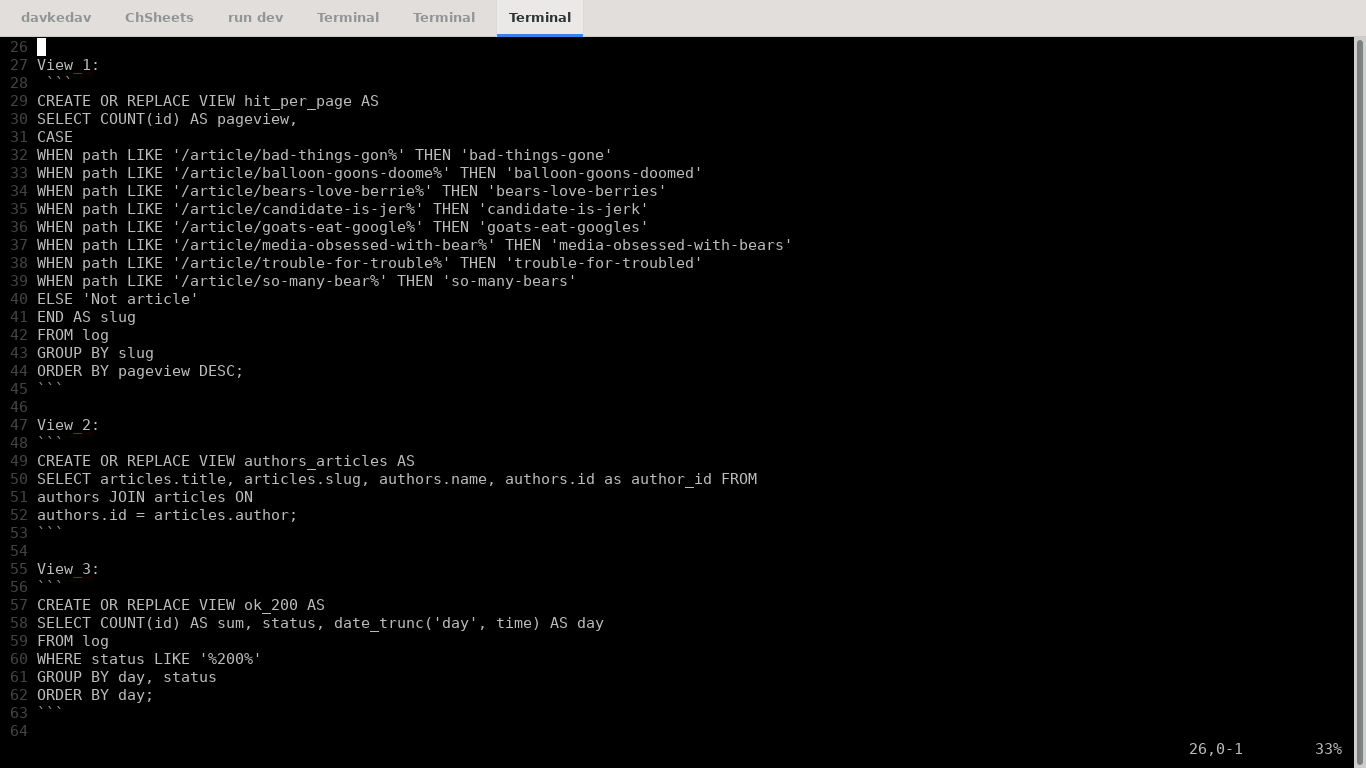 davkedav ChSheets run dev Terminal Terminal Terminal
26
27 View_1:
28  ```
29 CREATE OR REPLACE VIEW hit_per_page AS
30 SELECT COUNT(id) AS pageview,
31 CASE
32 WHEN path LIKE '/article/bad-things-gon%' THEN 'bad-things-gone'
33 WHEN path LIKE '/article/balloon-goons-doome%' THEN 'balloon-goons-doomed'
34 WHEN path LIKE '/article/bears-love-berrie%' THEN 'bears-love-berries'
35 WHEN path LIKE '/article/candidate-is-jer%' THEN 'candidate-is-jerk'
36 WHEN path LIKE '/article/goats-eat-google%' THEN 'goats-eat-googles'
37 WHEN path LIKE '/article/media-obsessed-with-bear%' THEN 'media-obsessed-with-bears'
38 WHEN path LIKE '/article/trouble-for-trouble%' THEN 'trouble-for-troubled'
39 WHEN path LIKE '/article/so-many-bear%' THEN 'so-many-bears'
40 ELSE 'Not article'
41 END AS slug
42 FROM log
43 GROUP BY slug
44 ORDER BY pageview DESC;
45 ```
46
47 View_2:
48 ```
49 CREATE OR REPLACE VIEW authors_articles AS
50 SELECT articles.title, articles.slug, authors.name, authors.id as author_id FROM
51 authors JOIN articles ON
52 authors.id = articles.author;
53 ```
54
55 View_3:
56 ```
57 CREATE OR REPLACE VIEW ok_200 AS
58 SELECT COUNT(id) AS sum, status, date_trunc('day', time) AS day
59 FROM log
60 WHERE status LIKE '%200%'
61 GROUP BY day, status
62 ORDER BY day;
63 ```
64
26,0-1 33%